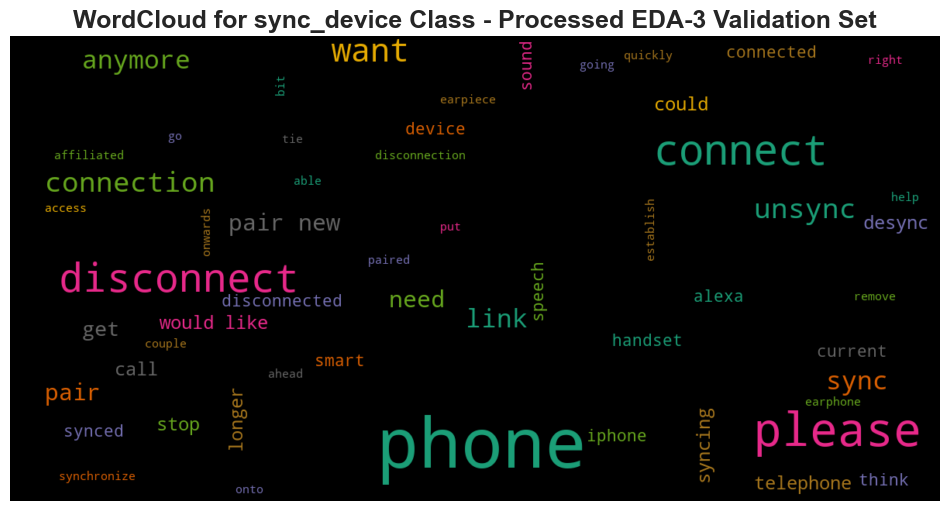 WordCloud for sync_device Class - Processed EDA-3 Validation Set
anymore
want
sound
going
quickly
connected
right
bit
earpiece
could
go
tie
device
affiliated
disconnection
connect
connection
able
access
help
onwards
pair new
put
establish
unsync
desync
paired
disconnect
disconnected
need
speech
alexa
remove
link
get
would like
couple
handset
call
ahead
smart
current
pair
sync
longer
earphone
synced
stop
phone
iphone
syncing
please
synchronize
onto
telephone
think